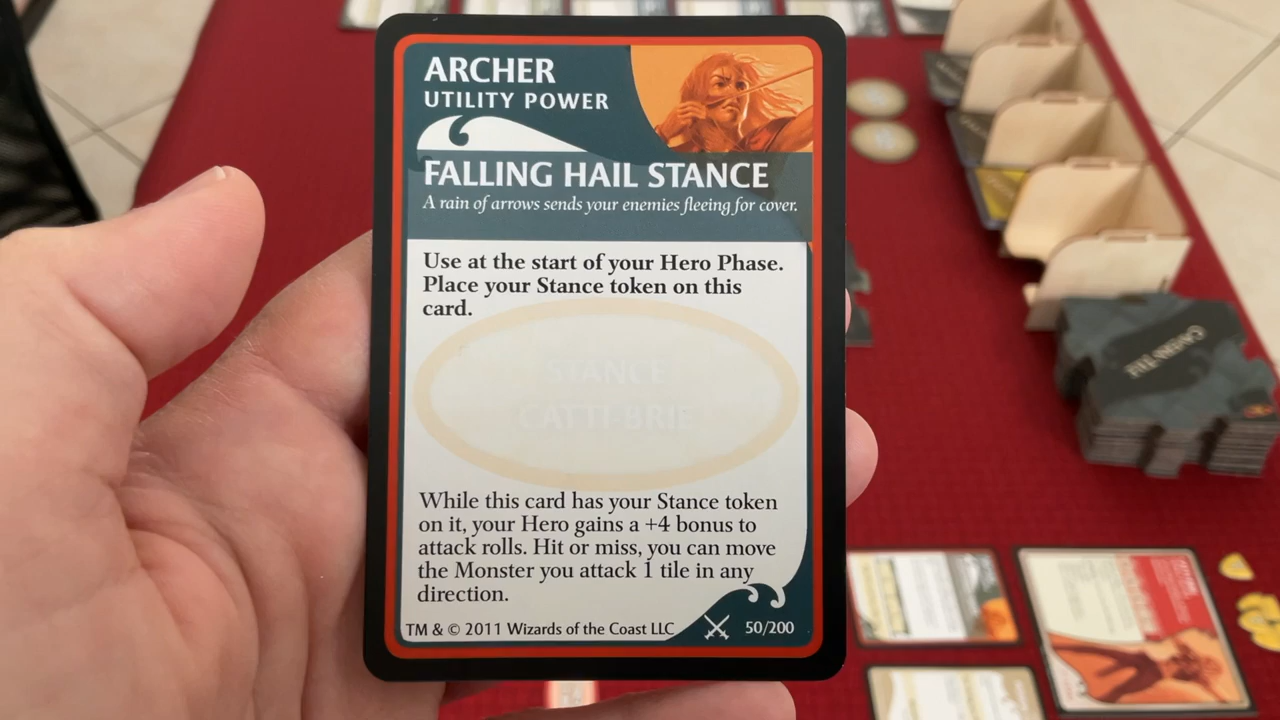 ARCHER
UTILITY POWER
FALLING HAIL STANCE
A rain of arrows sends your enemies fleeing for cover.
Use at the start of your Hero Phase.
Place your Stance token on this
card.
STANCE
CATTI-BRIE
While this card has your Stance token
on it, your Hero gains a +4 bonus to
attack rolls. Hit or miss, you can move
the Monster you attack 1 tile in any
direction.
TM & © 2011 Wizards of the Coast LLC
50/200
CAVERN TILE